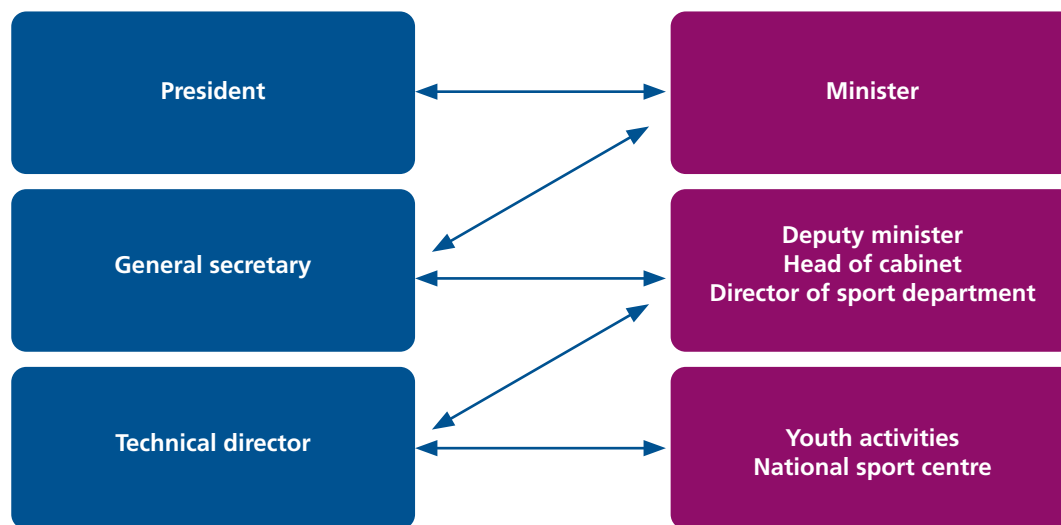 President
Minister
General secretary
Deputy minister
Head of cabinet
Director of sport department
Technical director
Youth activities
National sport centre